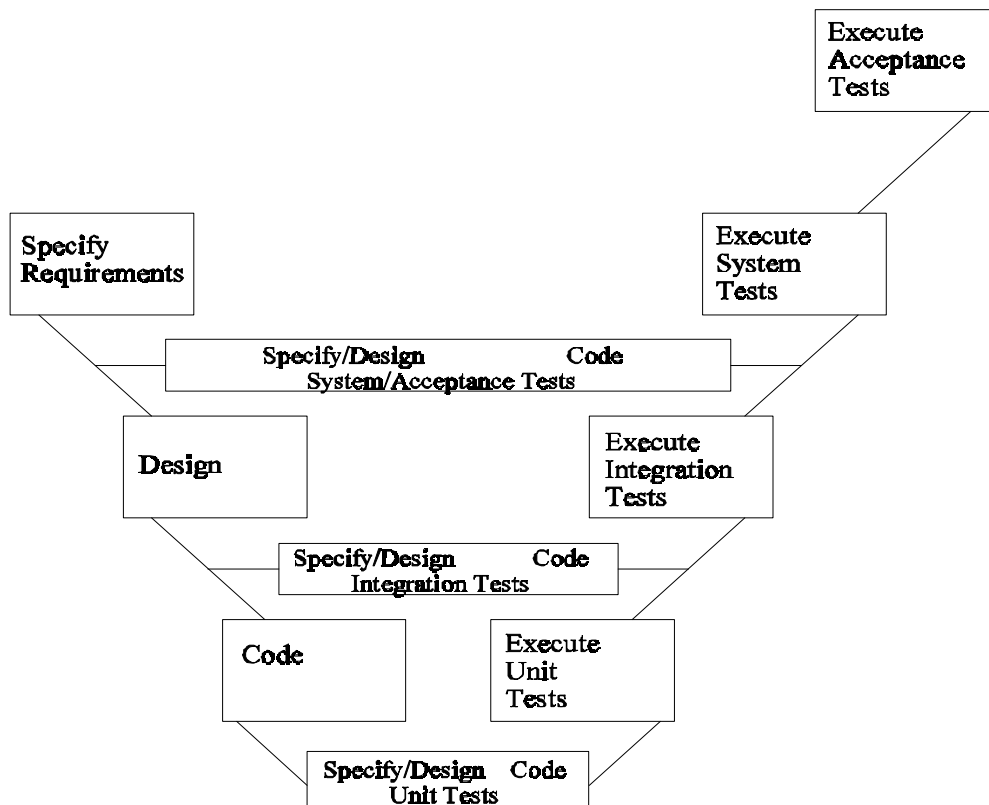 Execute
Acceptance
Tests
Specify
Requirements
Execute
System
Tests
Specify/Design Code
System/Acceptance Tests
Design
Execute
Integration
Tests
Specify/Design Code
Integration Tests
Code
Execute
Unit
Tests
Specify/Design Code
Unit Tests